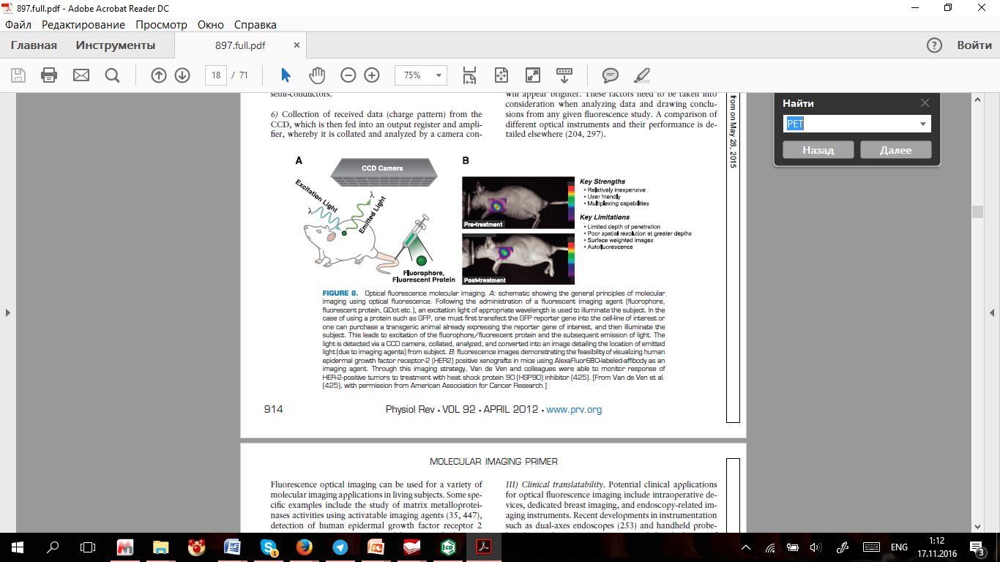 897.full.pdf - Adobe Acrobat Reader DC
Файл Редактирование Просмотр Окно Справка
Главная Инструменты 897.full.pdf × ? Войти
18 / 71 75%
semi-conductors.
6) Collection of received data (charge pattern) from the
CCD, which is then fed into an output register and ampli-
fier, whereby it is collated and analyzed by a camera con-
will appear brighter. These factors need to be taken into
consideration when analyzing data and drawing conclu-
sions from any given fluorescence study. A comparison of
different optical instruments and their performance is de-
tailed elsewhere (204, 297).
from on May 28, 2015
Найти
PET
Назад Далее
A
CCD Camera
Excitation Light
λ
λ
Emitted Light
Fluorophore,
Fluorescent Protein
B
Pre-treatment
Post-treatment
Key Strengths
• Relatively inexpensive
• User friendly
• Multiplexing capabilities
Key Limitations
• Limited depth of penetration
• Poor spatial resolution at greater depths
• Surface weighted images
• Autofluorescence
FIGURE 8. Optical fluorescence molecular imaging. A: schematic showing the general principles of molecular
imaging using optical fluorescence. Following the administration of a fluorescent imaging agent (fluorophore,
fluorescent protein, QDot etc.), an excitation light of appropriate wavelength is used to illuminate the subject. In the
case of using a protein such as GFP, one must first transfect the GFP reporter gene into the cell-line of interest or
one can purchase a transgenic animal already expressing the reporter gene of interest, and then illuminate the
subject. This leads to excitation of the fluorophore/fluorescent protein and the subsequent emission of light. The
light is detected via a CCD camera, collated, analyzed, and converted into an image detailing the location of emitted
light (due to imaging agents) from subject. B: fluorescence images demonstrating the feasibility of visualizing human
epidermal growth factor receptor-2 (HER2) positive xenografts in mice using AlexaFluor680-labeled-affibody as an
imaging agent. Through this imaging strategy, Van de Ven and colleagues were able to monitor response of
HER-2-positive tumors to treatment with heat shock protein 90 (HSP90) inhibitor (425). [From Van de Ven et al.
(425), with permission from American Association for Cancer Research.]
914 Physiol Rev • VOL 92 • APRIL 2012 • www.prv.org
MOLECULAR IMAGING PRIMER
Fluorescence optical imaging can be used for a variety of
molecular imaging applications in living subjects. Some spe-
cific examples include the study of matrix metalloprotei-
nases activities using activatable imaging agents (35, 447),
detection of human epidermal growth factor receptor 2
III) Clinical translatability. Potential clinical applications
for optical fluorescence imaging include intraoperative de-
vices, dedicated breast imaging, and endoscopy-related im-
aging instruments. Recent developments in instrumentation
such as dual-axes endoscopes (253) and handheld probe-
ENG
1:12
17.11.2016
3